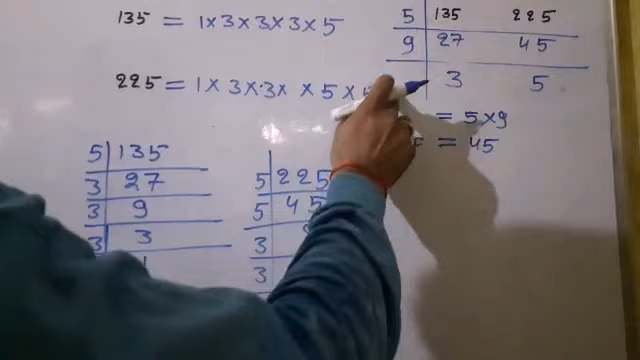 135 = 1×3×3×3×5
225 = 1×3×3× ×5×
5 | 135 225
9 | 27 45
3 5
= 5×9
= 45
5 | 135
3 | 27
3 | 9
3 | 3
5 | 225
5 | 45
3
3